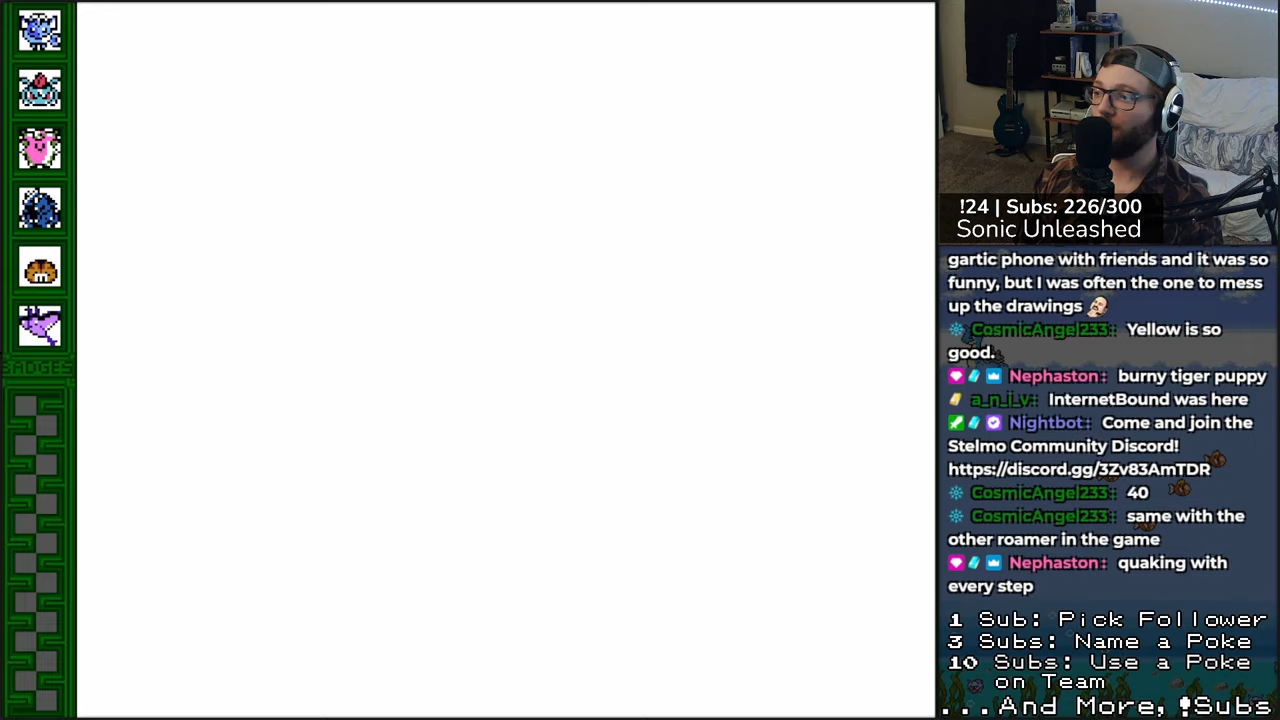 BADGES
!24 | Subs: 226/300
Sonic Unleashed
gartic phone with friends and it was so
funny, but I was often the one to mess
up the drawings
CosmicAngel233: Yellow is so
good.
Nephaston: burny tiger puppy
a_n_i_v: InternetBound was here
Nightbot: Come and join the
Stelmo Community Discord!
https://discord.gg/3Zv83AmTDR
CosmicAngel233: 40
CosmicAngel233: same with the
other roamer in the game
Nephaston: quaking with
every step
1 Sub: Pick Follower
3 Subs: Name a Poke
10 Subs: Use a Poke
on Team
...And More, !Subs